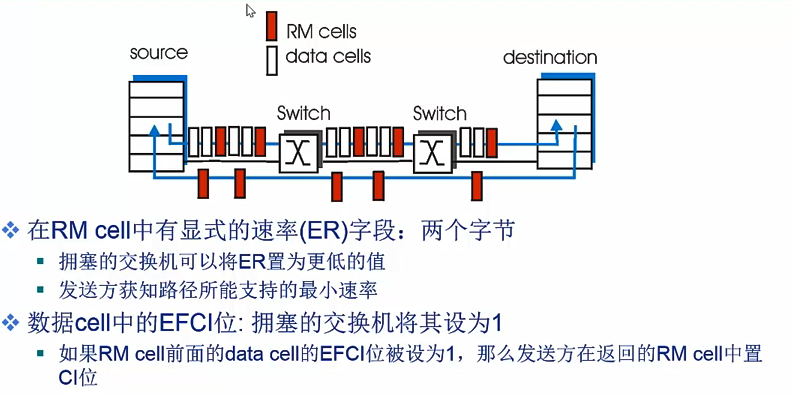 RM cells
data cells
source
destination
Switch
Switch
在RM cell中有显式的速率(ER)字段：两个字节
拥塞的交换机可以将ER置为更低的值
发送方获知路径所能支持的最小速率
数据cell中的EFCI位: 拥塞的交换机将其设为1
如果RM cell前面的data cell的EFCI位被设为1，那么发送方在返回的RM cell中置
CI位